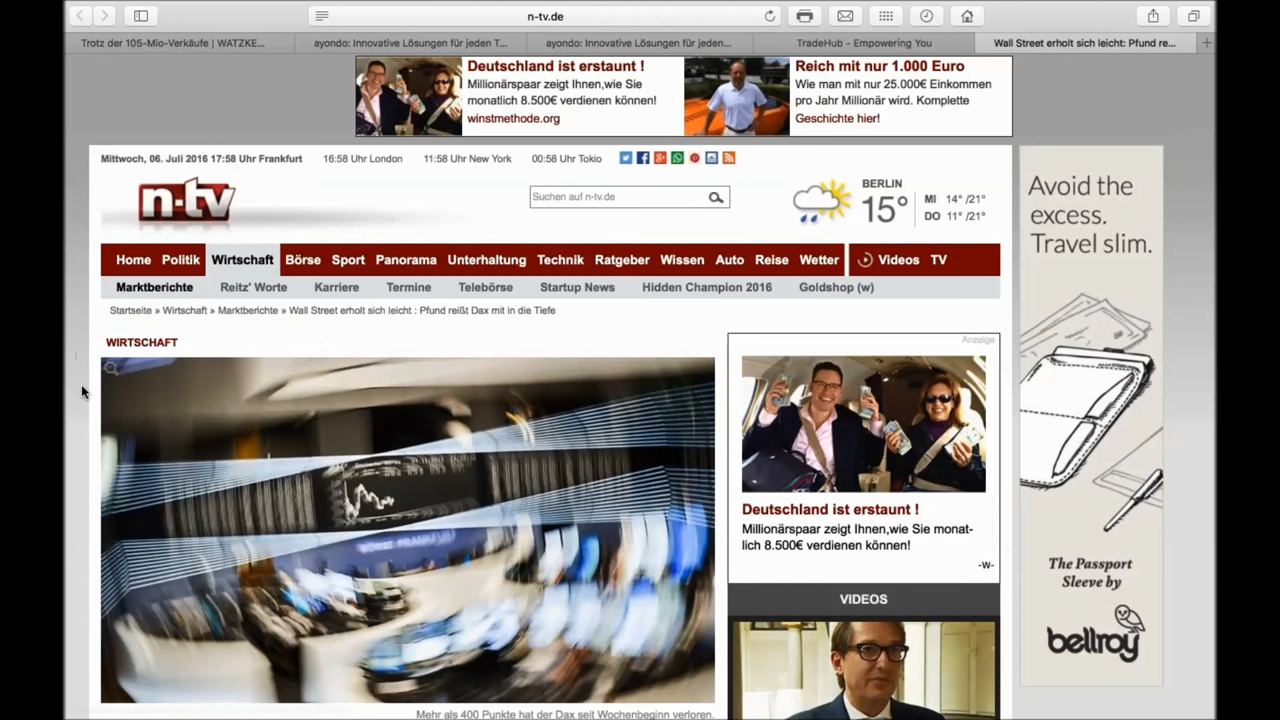 n-tv.de
Trotz der 105-Mio-Verkäufe | WATZKE...
ayondo: Innovative Lösungen für jeden T...
ayondo: Innovative Lösungen für jeden...
TradeHub - Empowering You
Wall Street erholt sich leicht: Pfund re...
Deutschland ist erstaunt !
Millionärspaar zeigt Ihnen,wie Sie
monatlich 8.500€ verdienen können!
winstmethode.org
Reich mit nur 1.000 Euro
Wie man mit nur 25.000€ Einkommen
pro Jahr Millionär wird. Komplette
Geschichte hier!
Mittwoch, 06. Juli 2016 17:58 Uhr Frankfurt 16:58 Uhr London 11:58 Uhr New York 00:58 Uhr Tokio
n-tv
Suchen auf n-tv.de
BERLIN
15°
MI 14° /21°
DO 11° /21°
Home Politik Wirtschaft Börse Sport Panorama Unterhaltung Technik Ratgeber Wissen Auto Reise Wetter Videos TV
Marktberichte Reitz' Worte Karriere Termine Telebörse Startup News Hidden Champion 2016 Goldshop (w)
Startseite » Wirtschaft » Marktberichte » Wall Street erholt sich leicht : Pfund reißt Dax mit in die Tiefe
WIRTSCHAFT
BÖRSE FRANKFURT
Mehr als 400 Punkte hat der Dax seit Wochenbeginn verloren.
Anzeige
Deutschland ist erstaunt !
Millionärspaar zeigt Ihnen,wie Sie monat-
lich 8.500€ verdienen können!
-w-
VIDEOS
Avoid the
excess.
Travel slim.
The Passport
Sleeve by
bellroy